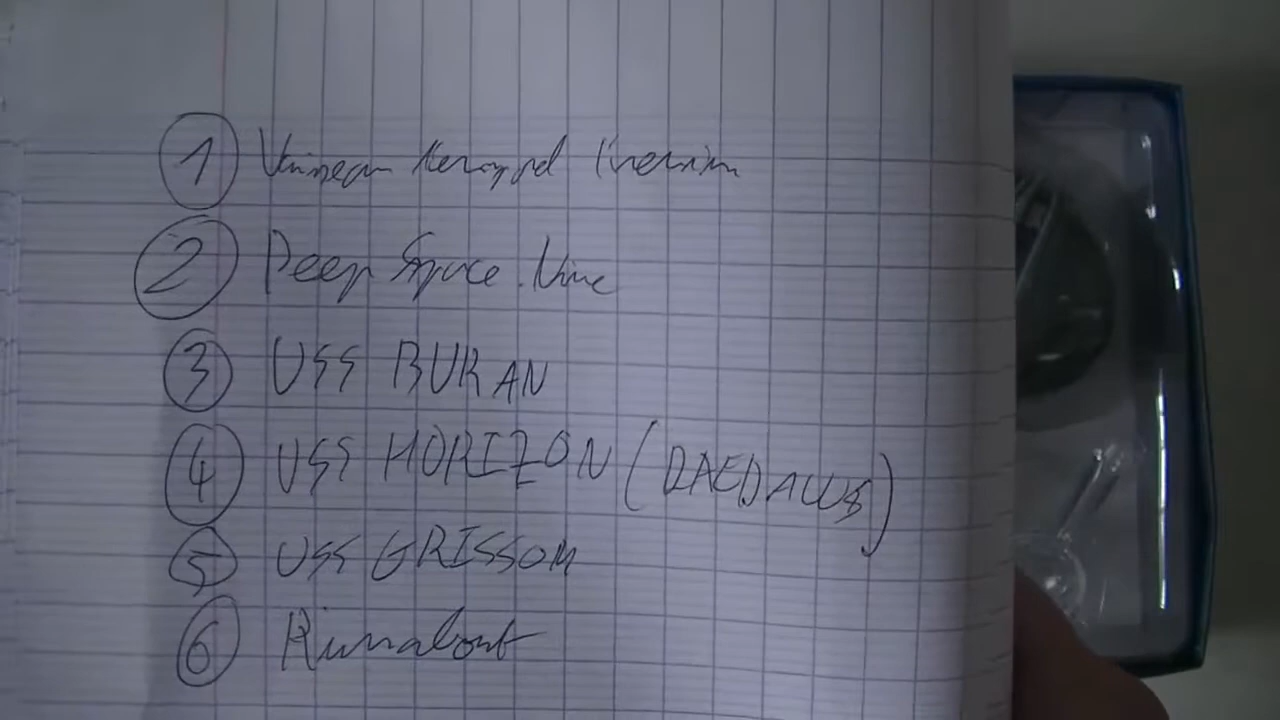 ① 
② Deep Space Nine
③ USS BURAN
④ USS HORIZON (DAEDALUS)
⑤ USS GRISSOM
⑥ Runabout